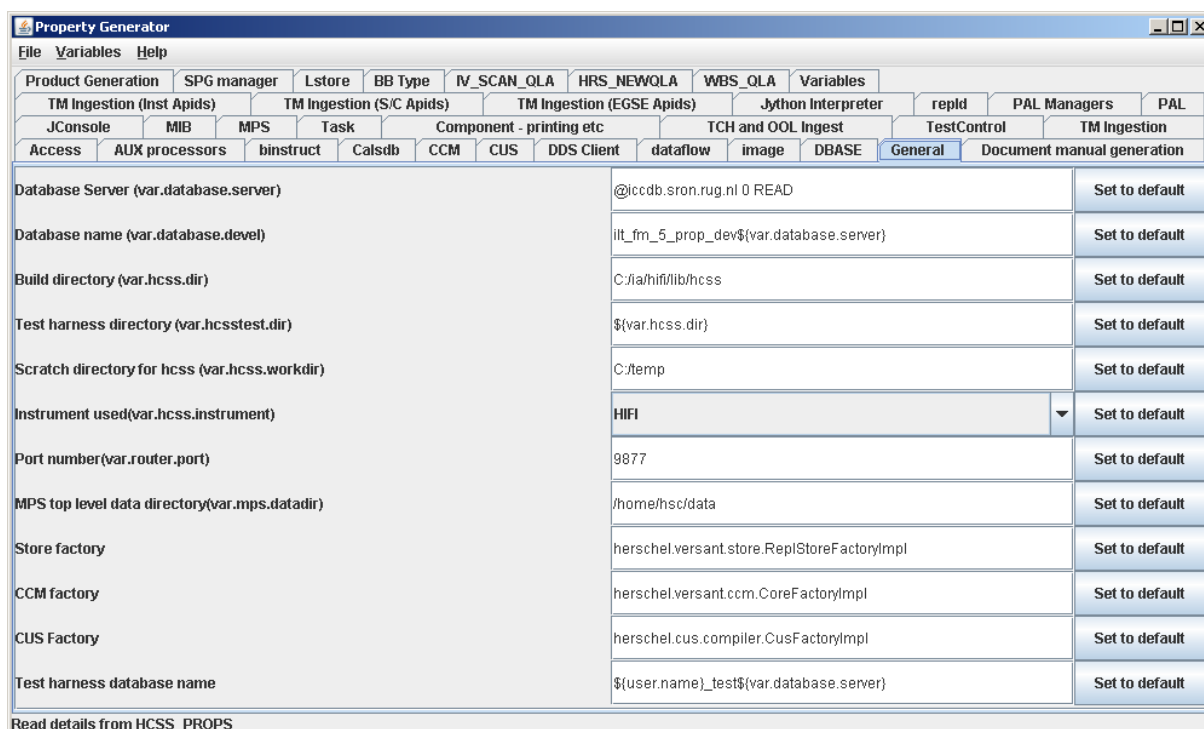 Property Generator
File Variables Help
Product Generation SPG manager Lstore BB Type IV_SCAN_QLA HRS_NEWQLA WBS_QLA Variables
TM Ingestion (Inst Apids) TM Ingestion (S/C Apids) TM Ingestion (EGSE Apids) Jython Interpreter repId PAL Managers PAL
JConsole MIB MPS Task Component - printing etc TCH and OOL Ingest TestControl TM Ingestion
Access AUX processors binstruct Calsdb CCM CUS DDS Client dataflow image DBASE General Document manual generation
Database Server (var.database.server) @iccdb.sron.rug.nl 0 READ Set to default
Database name (var.database.devel) ilt_fm_5_prop_dev${var.database.server} Set to default
Build directory (var.hcss.dir) C:/ia/hifi/lib/hcss Set to default
Test harness directory (var.hcsstest.dir) ${var.hcss.dir} Set to default
Scratch directory for hcss (var.hcss.workdir) C:/temp Set to default
Instrument used(var.hcss.instrument) HIFI Set to default
Port number(var.router.port) 9877 Set to default
MPS top level data directory(var.mps.datadir) /home/hsc/data Set to default
Store factory herschel.versant.store.ReplStoreFactoryImpl Set to default
CCM factory herschel.versant.ccm.CoreFactoryImpl Set to default
CUS Factory herschel.cus.compiler.CusFactoryImpl Set to default
Test harness database name ${user.name}_test${var.database.server} Set to default
Read details from HCSS_PROPS